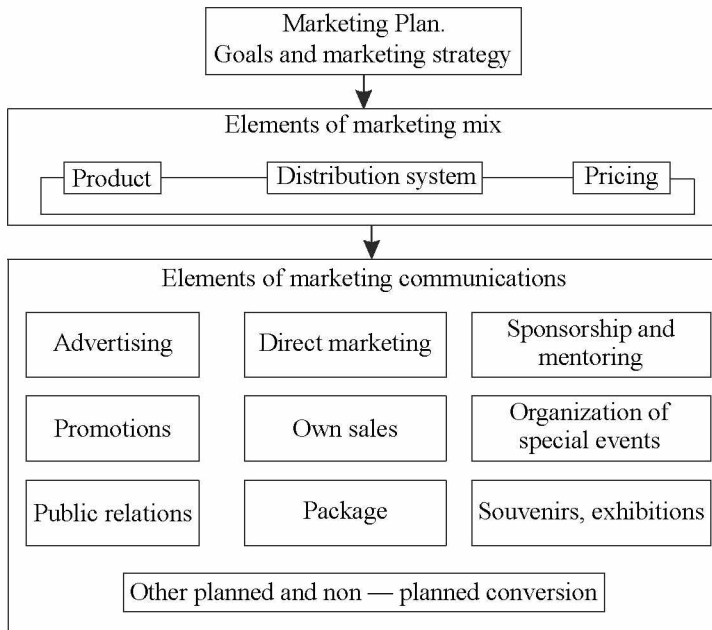 Marketing Plan.
Goals and marketing strategy
Elements of marketing mix
Product
Distribution system
Pricing
Elements of marketing communications
Advertising
Direct marketing
Sponsorship and
mentoring
Promotions
Own sales
Organization of
special events
Public relations
Package
Souvenirs, exhibitions
Other planned and non — planned conversion